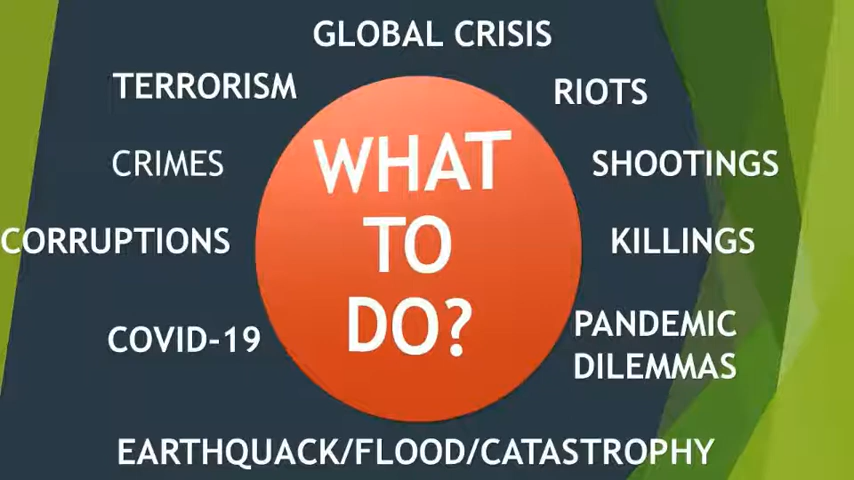 GLOBAL CRISIS
TERRORISM
RIOTS
CRIMES
SHOOTINGS
CORRUPTIONS
KILLINGS
COVID-19
PANDEMIC
DILEMMAS
WHAT
TO
DO?
EARTHQUACK/FLOOD/CATASTROPHY